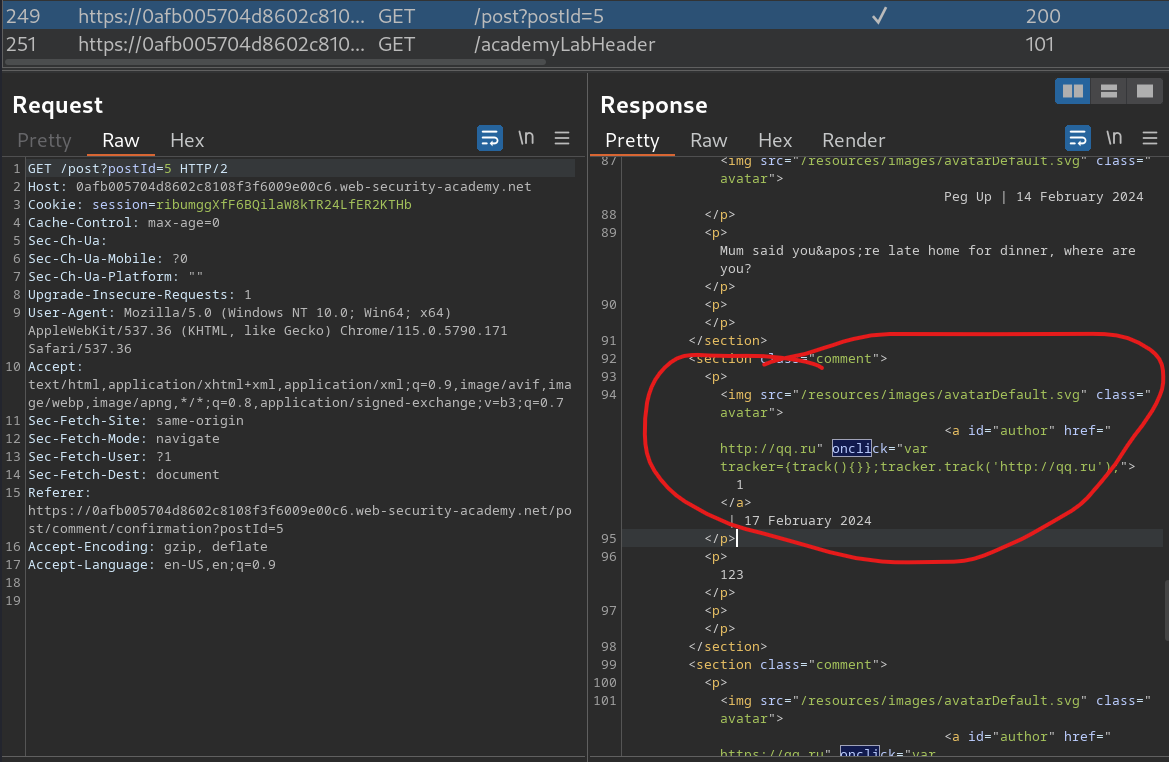 249 https://0afb005704d8602c810... GET /post?postId=5 200
251 https://0afb005704d8602c810... GET /academyLabHeader 101
Request
Pretty Raw Hex
\n
1 GET /post?postId=5 HTTP/2
2 Host: 0afb005704d8602c8108f3f6009e00c6.web-security-academy.net
3 Cookie: session=ribumggXfF6BQilaW8kTR24LfER2KTHb
4 Cache-Control: max-age=0
5 Sec-Ch-Ua:
6 Sec-Ch-Ua-Mobile: ?0
7 Sec-Ch-Ua-Platform: ""
8 Upgrade-Insecure-Requests: 1
9 User-Agent: Mozilla/5.0 (Windows NT 10.0; Win64; x64)
AppleWebKit/537.36 (KHTML, like Gecko) Chrome/115.0.5790.171
Safari/537.36
10 Accept:
text/html,application/xhtml+xml,application/xml;q=0.9,image/avif,ima
ge/webp,image/apng,*/*;q=0.8,application/signed-exchange;v=b3;q=0.7
11 Sec-Fetch-Site: same-origin
12 Sec-Fetch-Mode: navigate
13 Sec-Fetch-User: ?1
14 Sec-Fetch-Dest: document
15 Referer:
https://0afb005704d8602c8108f3f6009e00c6.web-security-academy.net/po
st/comment/confirmation?postId=5
16 Accept-Encoding: gzip, deflate
17 Accept-Language: en-US,en;q=0.9
18
19
Response
Pretty Raw Hex Render
\n
87 <img src="/resources/images/avatarDefault.svg" class="
avatar">
Peg Up | 14 February 2024
88 </p>
89 <p>
Mum said you&apos;re late home for dinner, where are
you?
</p>
90 <p>
</p>
91 </section>
92 <section class="comment">
93 <p>
94 <img src="/resources/images/avatarDefault.svg" class="
avatar">
<a id="author" href="
http://qq.ru" onclick="var
tracker={track(){}};tracker.track('http://qq.ru');">
1
</a>
| 17 February 2024
95 </p>
96 <p>
123
</p>
97 <p>
</p>
98 </section>
99 <section class="comment">
100 <p>
101 <img src="/resources/images/avatarDefault.svg" class="
avatar">
<a id="author" href="
https://qq.ru" onclick="var